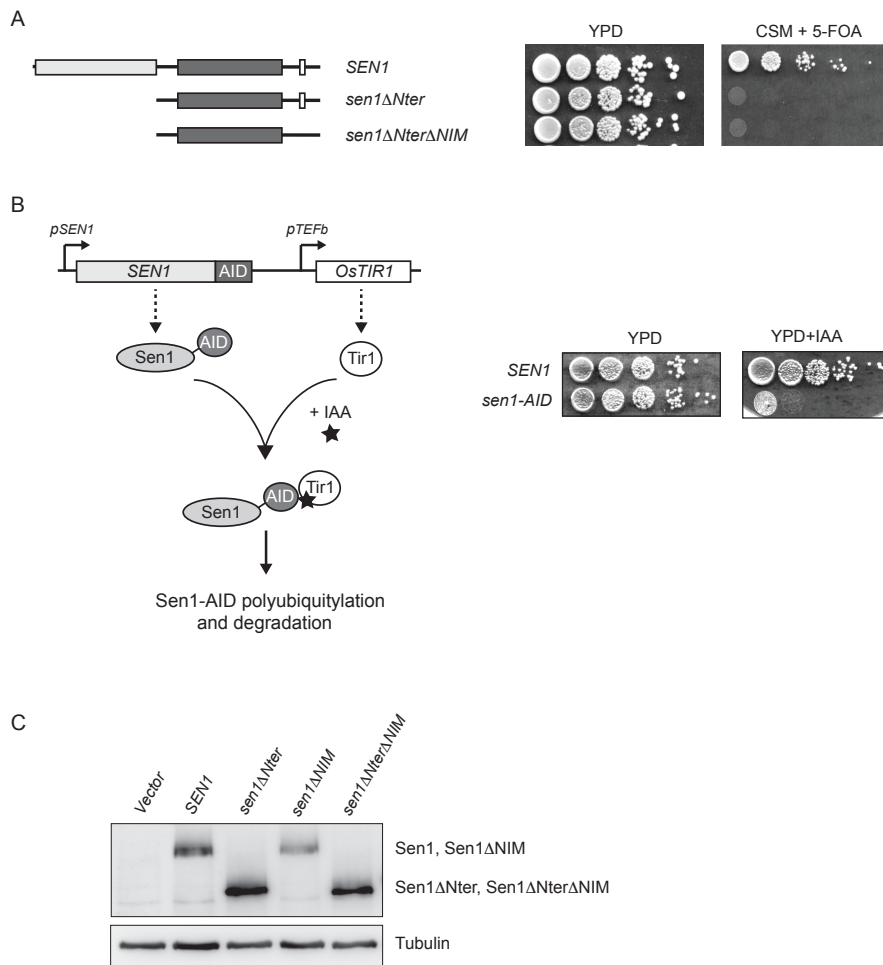 A
YPD
CSM + 5-FOA
SEN1
sen1ΔNter
sen1ΔNterΔNIM
B
pSEN1
pTEFb
SEN1
AID
OsTIR1
AID
Sen1
Tir1
+ IAA
Tir1
AID
Sen1
Sen1-AID polyubiquitylation
and degradation
YPD
YPD+IAA
SEN1
sen1-AID
C
Vector
SEN1
sen1ΔNter
sen1ΔNIM
sen1ΔNterΔNIM
Sen1, Sen1ΔNIM
Sen1ΔNter, Sen1ΔNterΔNIM
Tubulin